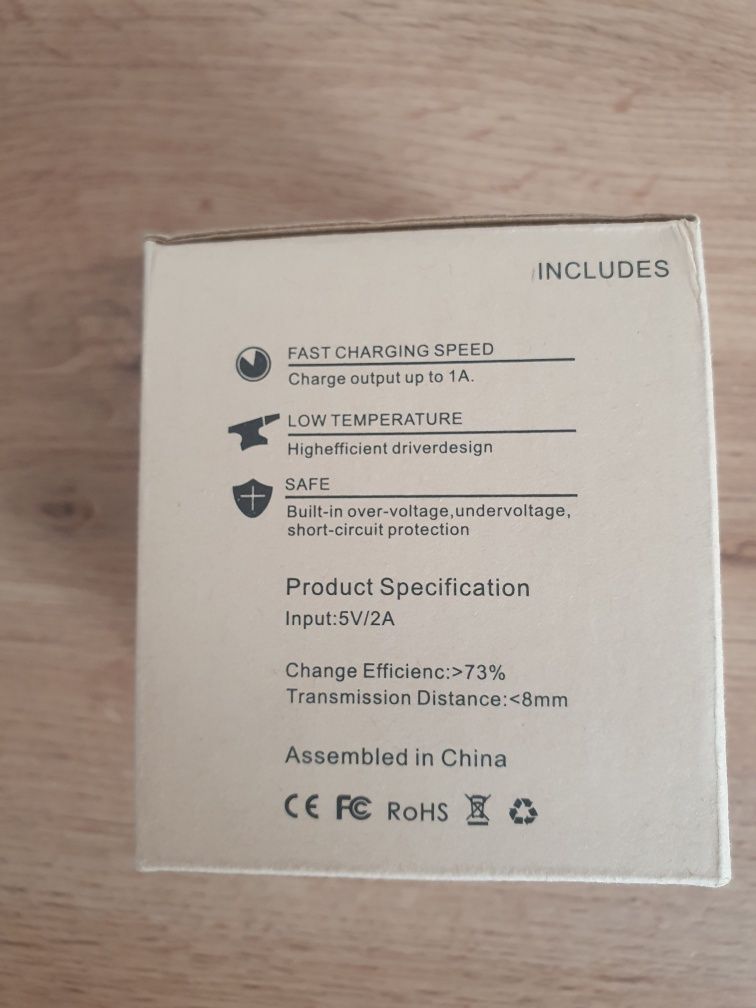 INCLUDES
FAST CHARGING SPEED
Charge output up to 1A.
LOW TEMPERATURE
Highefficient driverdesign
SAFE
Built-in over-voltage,undervoltage,
short-circuit protection
Product Specification
Input:5V/2A
Change Efficienc:>73%
Transmission Distance:<8mm
Assembled in China
CE FC RoHS